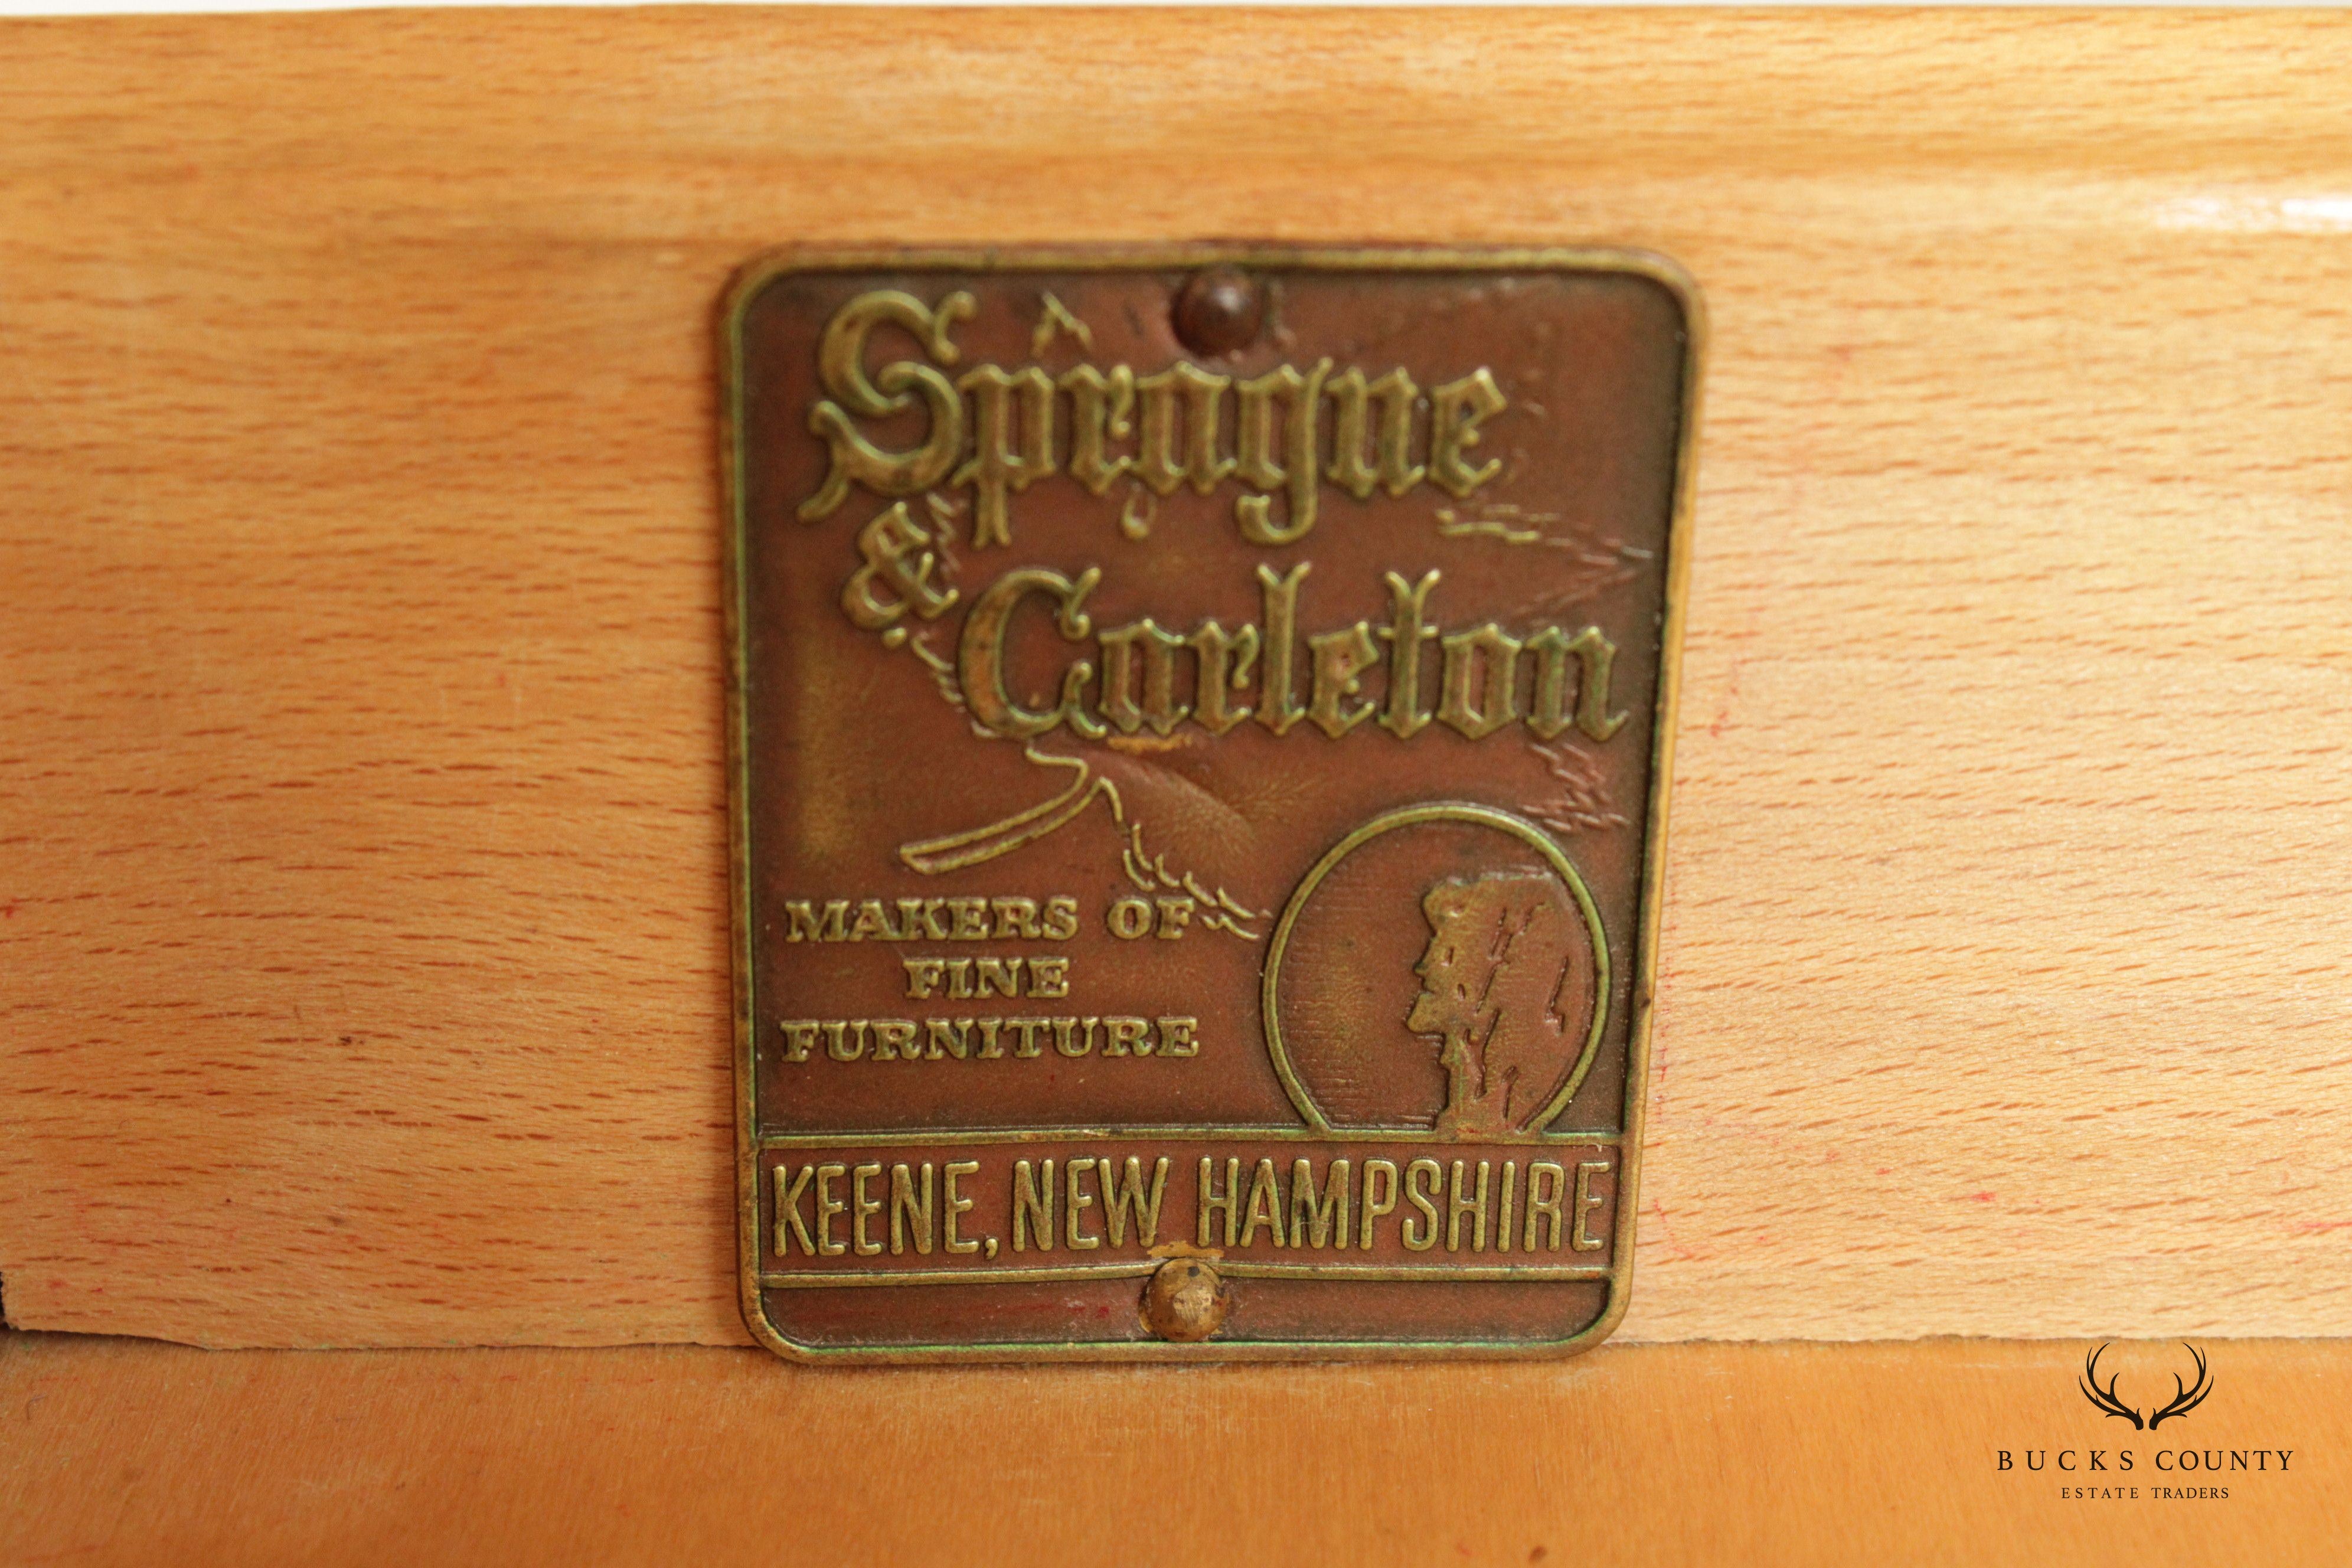 Sprague
& Carleton
MAKERS OF
FINE
FURNITURE
KEENE, NEW HAMPSHIRE
BUCKS COUNTY
ESTATE TRADERS